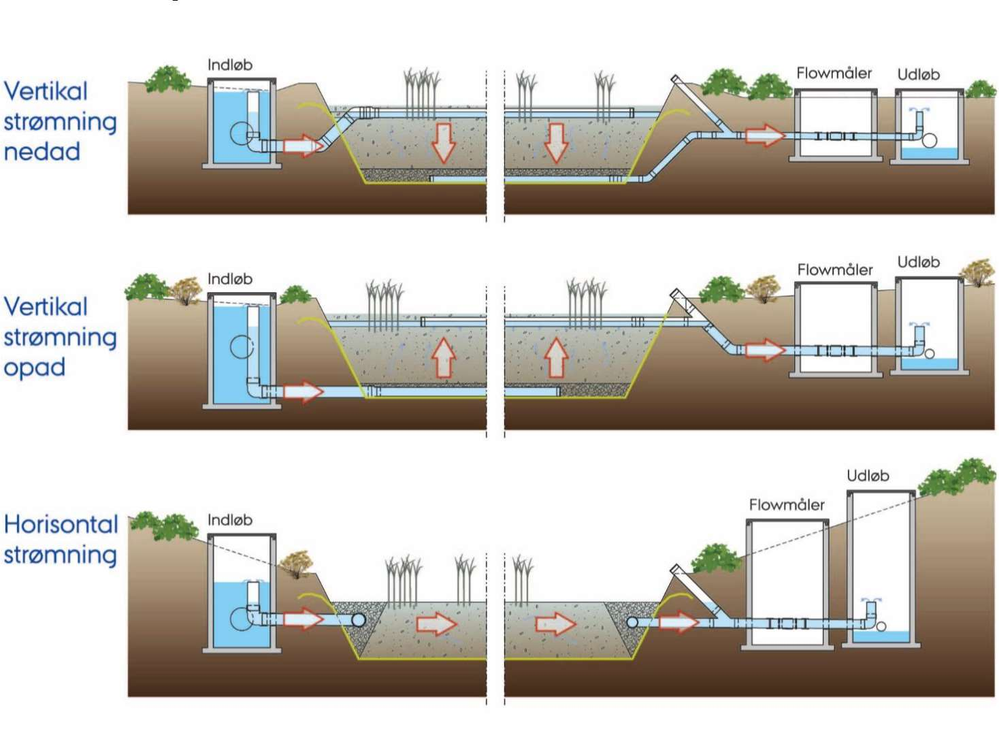 Indløb
Flowmåler
Udløb
Vertikal
strømning
nedad
Indløb
Flowmåler
Udløb
Vertikal
strømning
opad
Indløb
Flowmåler
Udløb
Horisontal
strømning